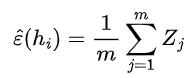 $\hat{\varepsilon}(h_i) = \frac{1}{m} \sum_{j=1}^{m} Z_j$